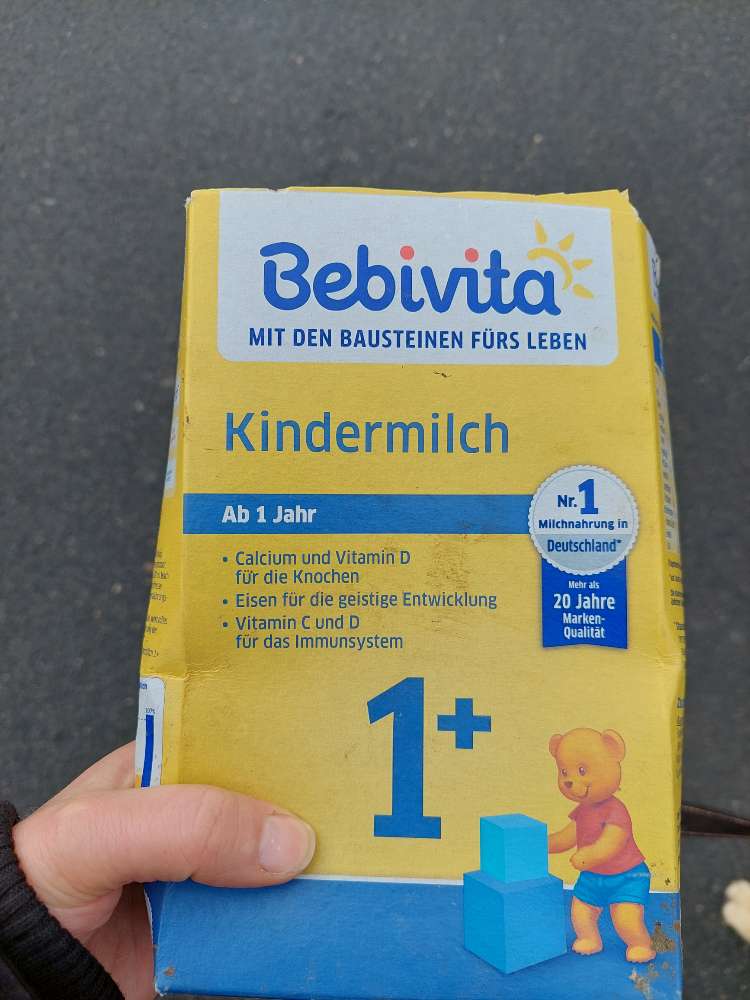 Bebivita
MIT DEN BAUSTEINEN FÜRS LEBEN
Kindermilch
Ab 1 Jahr
Nr. 1
Milchnahrung in
Deutschland*
Mehr als
20 Jahre
Marken-
Qualität
• Calcium und Vitamin D
für die Knochen
• Eisen für die geistige Entwicklung
• Vitamin C und D
für das Immunsystem
1+